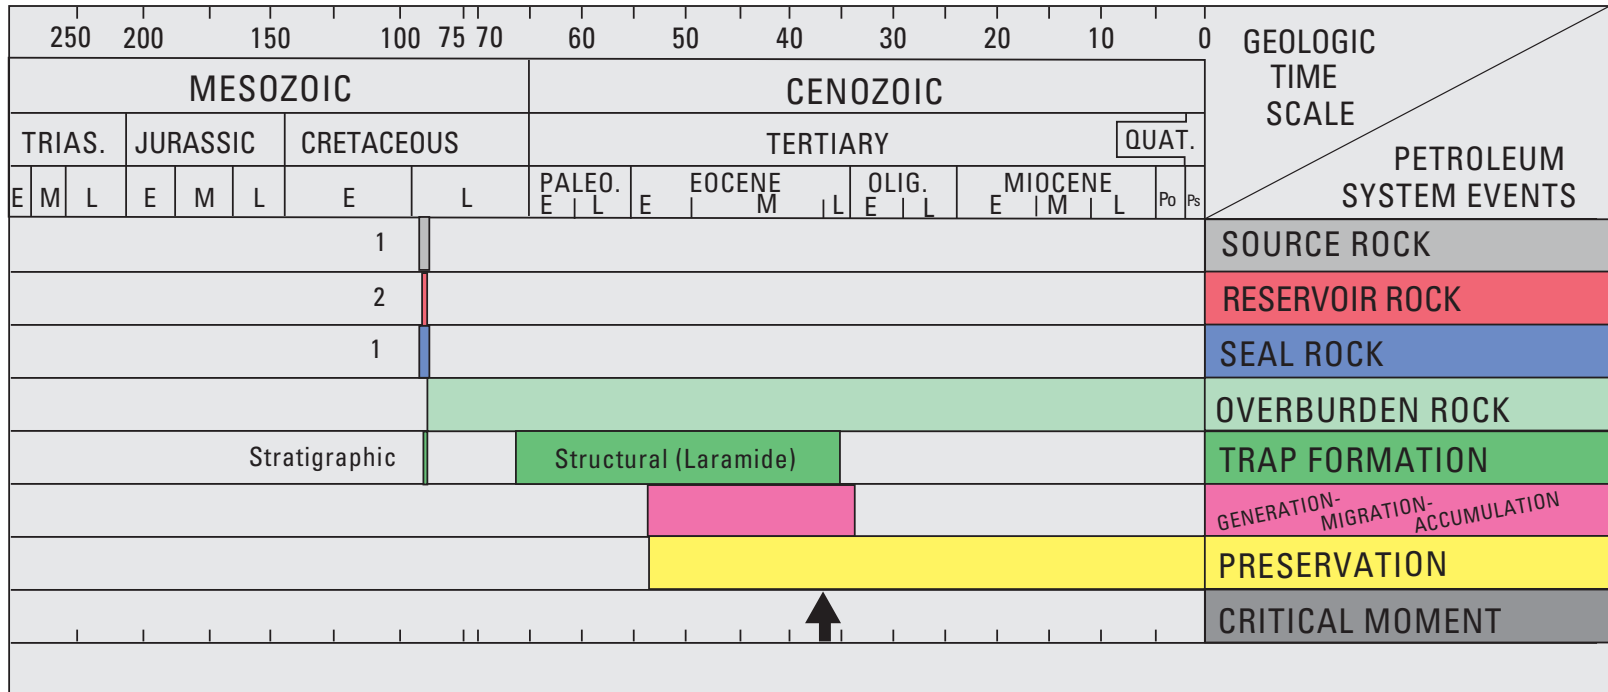 250 200 150 100 75 70 60 50 40 30 20 10 0
GEOLOGIC
TIME
SCALE
PETROLEUM
SYSTEM EVENTS
MESOZOIC CENOZOIC
TRIAS. JURASSIC CRETACEOUS TERTIARY QUAT.
PALEO. EOCENE OLIG. MIOCENE
E M L E M L E L E L E M L E L E M L Po Ps
1 SOURCE ROCK
2 RESERVOIR ROCK
1 SEAL ROCK
OVERBURDEN ROCK
Stratigraphic Structural (Laramide) TRAP FORMATION
GENERATION-
MIGRATION-
ACCUMULATION
PRESERVATION
CRITICAL MOMENT